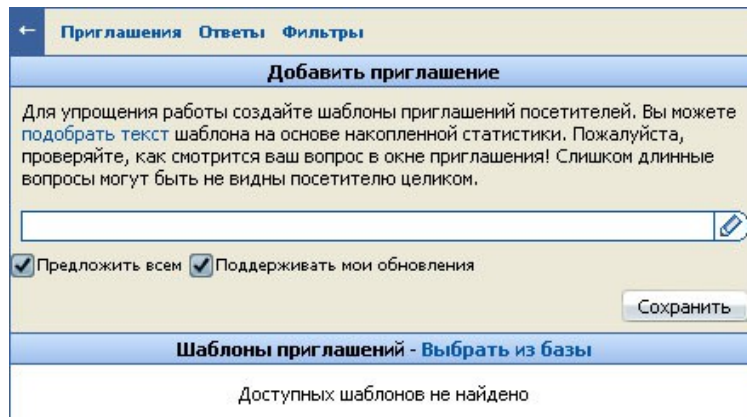 ← Приглашения Ответы Фильтры
Добавить приглашение
Для упрощения работы создайте шаблоны приглашений посетителей. Вы можете
подобрать текст шаблона на основе накопленной статистики. Пожалуйста,
проверяйте, как смотрится ваш вопрос в окне приглашения! Слишком длинные
вопросы могут быть не видны посетителю целиком.
Предложить всем Поддерживать мои обновления
Сохранить
Шаблоны приглашений - Выбрать из базы
Доступных шаблонов не найдено